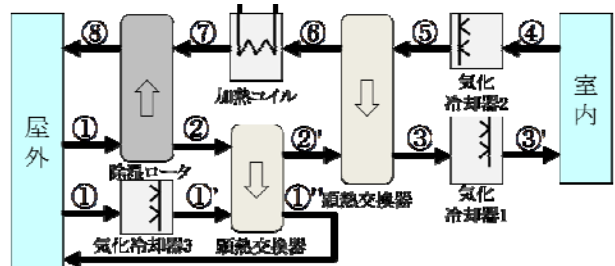 ⑧ ⑦ ⑥ ⑤ ④
加熱コイル
気化
冷却器2
屋外
室内
① ② ②' ③ ③'
除湿ローター
① ①' ①''
顕熱交換器
気化
冷却器1
気化冷却器3
顕熱交換器